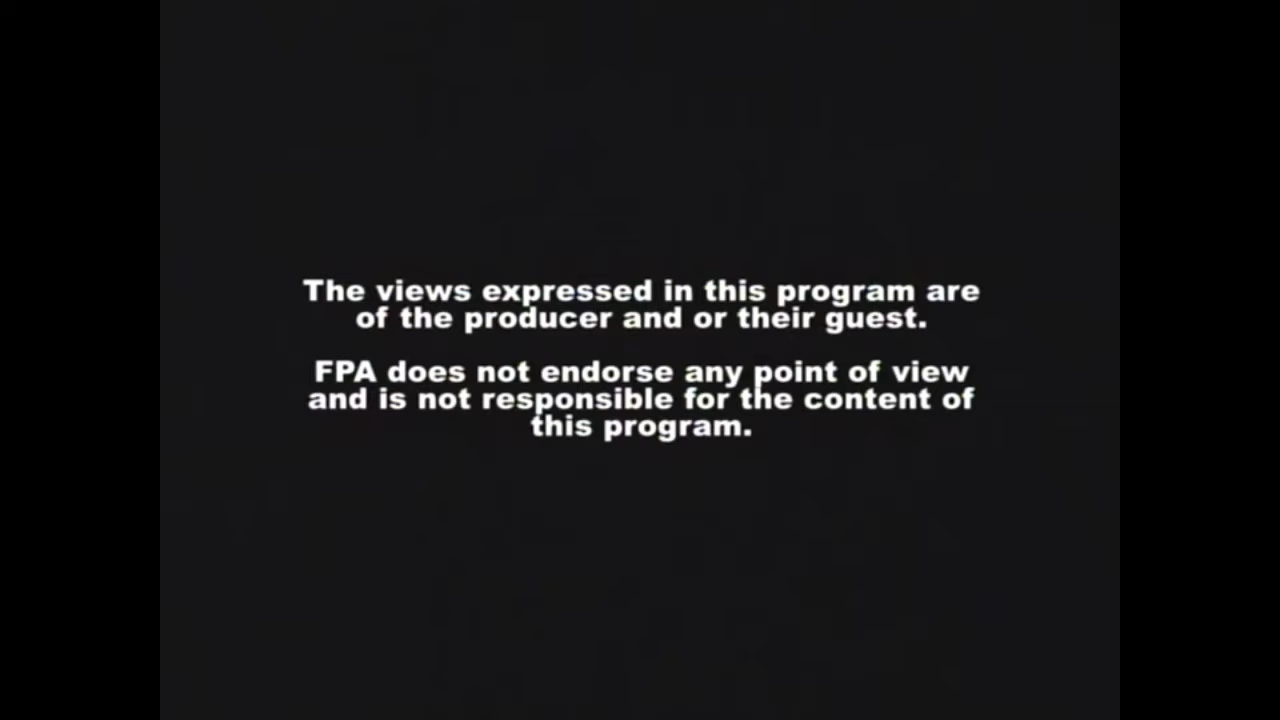 The views expressed in this program are
of the producer and or their guest.
FPA does not endorse any point of view
and is not responsible for the content of
this program.